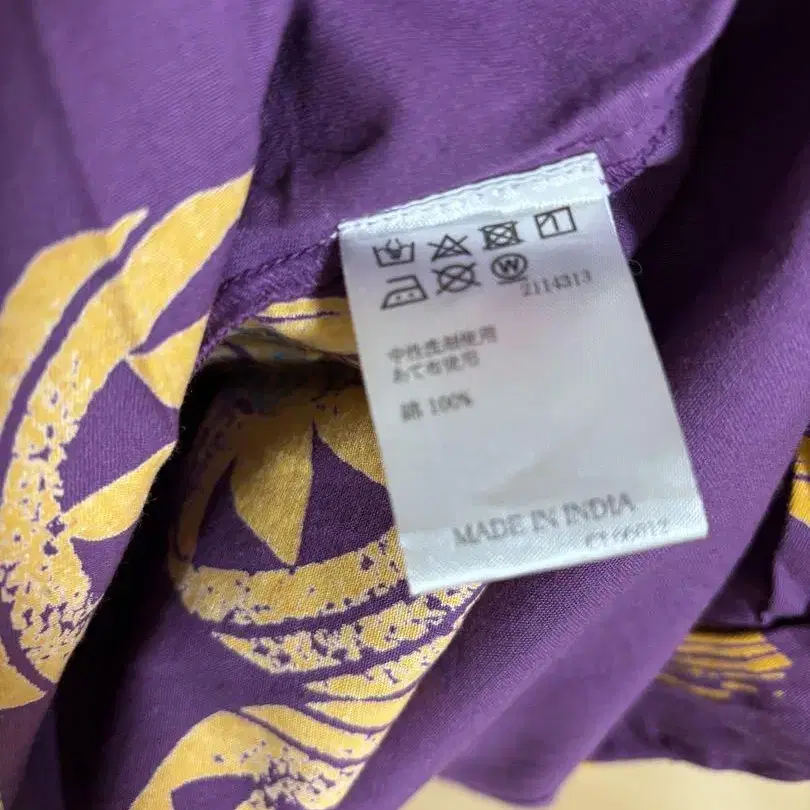 W
2114313
中性洗剤使用
あて布使用
綿 100%
MADE IN INDIA